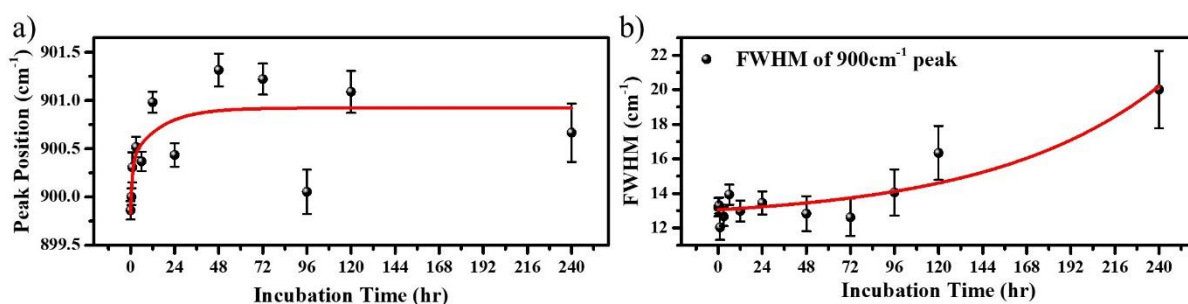 a)
901.5
901.0
900.5
900.0
899.5
Peak Position (cm-1)
0 24 48 72 96 120 144 168 192 216 240
Incubation Time (hr)
b)
FWHM of 900cm-1 peak
22
20
18
16
14
12
FWHM (cm-1)
0 24 48 72 96 120 144 168 192 216 240
Incubation Time (hr)